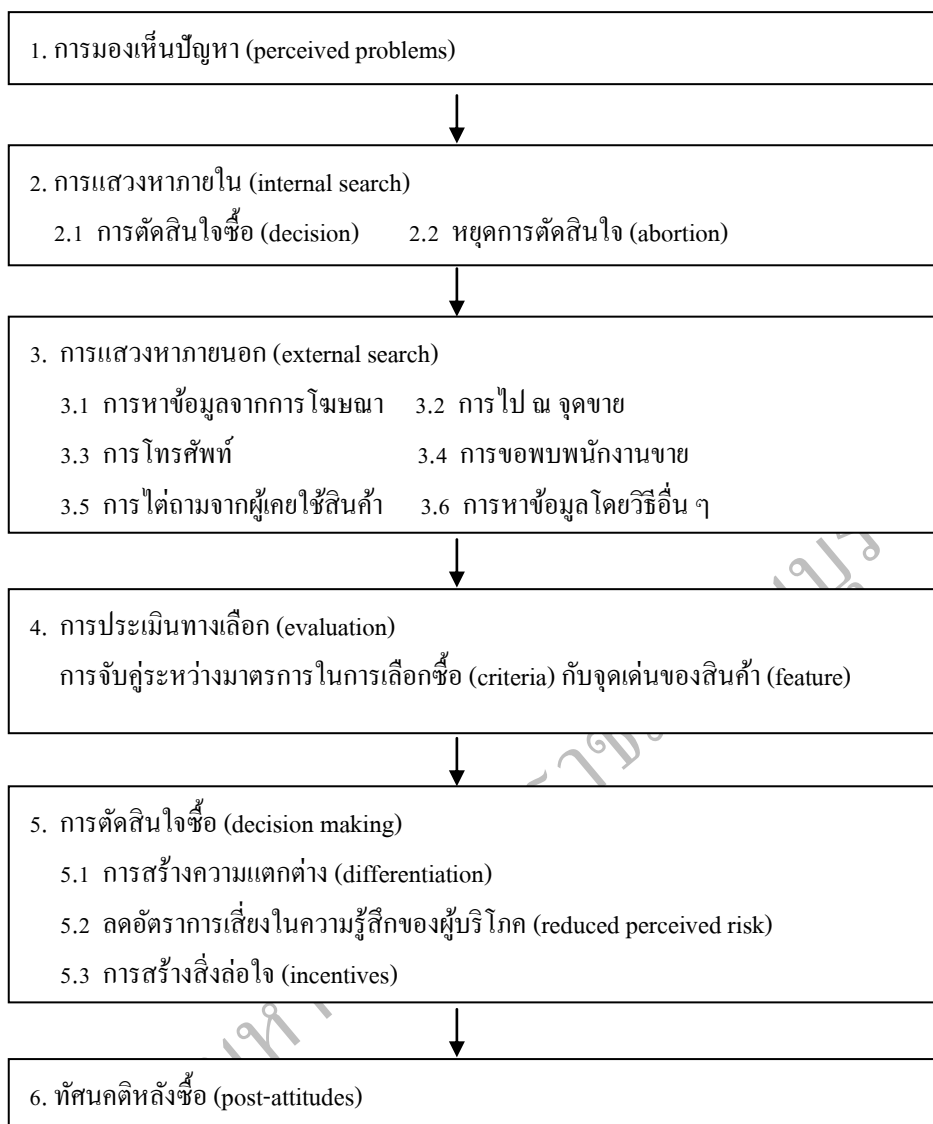 1. การมองเห็นปัญหา (perceived problems)
2. การแสวงหาภายใน (internal search)
2.1 การตัดสินใจซื้อ (decision) 2.2 หยุดการตัดสินใจ (abortion)
3. การแสวงหาภายนอก (external search)
3.1 การหาข้อมูลจากการโฆษณา 3.2 การไป ณ จุดขาย
3.3 การโทรศัพท์ 3.4 การขอพบพนักงานขาย
3.5 การไต่ถามจากผู้เคยใช้สินค้า 3.6 การหาข้อมูลโดยวิธีอื่น ๆ
4. การประเมินทางเลือก (evaluation)
การจับคู่ระหว่างมาตรการในการเลือกซื้อ (criteria) กับจุดเด่นของสินค้า (feature)
5. การตัดสินใจซื้อ (decision making)
5.1 การสร้างความแตกต่าง (differentiation)
5.2 ลดอัตราการเสี่ยงในความรู้สึกของผู้บริโภค (reduced perceived risk)
5.3 การสร้างสิ่งล่อใจ (incentives)
6. ทัศนคติหลังซื้อ (post-attitudes)